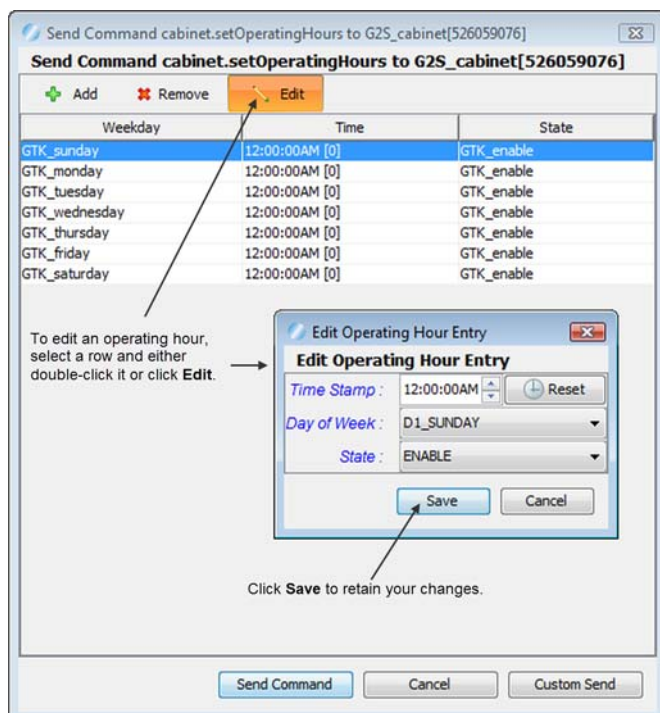 Send Command cabinet.setOperatingHours to G2S_cabinet[526059076]
Send Command cabinet.setOperatingHours to G2S_cabinet[526059076]
Add Remove Edit
Weekday Time State
GTK_sunday 12:00:00AM [0] GTK_enable
GTK_monday 12:00:00AM [0] GTK_enable
GTK_tuesday 12:00:00AM [0] GTK_enable
GTK_wednesday 12:00:00AM [0] GTK_enable
GTK_thursday 12:00:00AM [0] GTK_enable
GTK_friday 12:00:00AM [0] GTK_enable
GTK_saturday 12:00:00AM [0] GTK_enable
To edit an operating hour,
select a row and either
double-click it or click Edit.
Edit Operating Hour Entry
Edit Operating Hour Entry
Time Stamp : 12:00:00AM Reset
Day of Week : D1_SUNDAY
State : ENABLE
Save Cancel
Click Save to retain your changes.
Send Command Cancel Custom Send